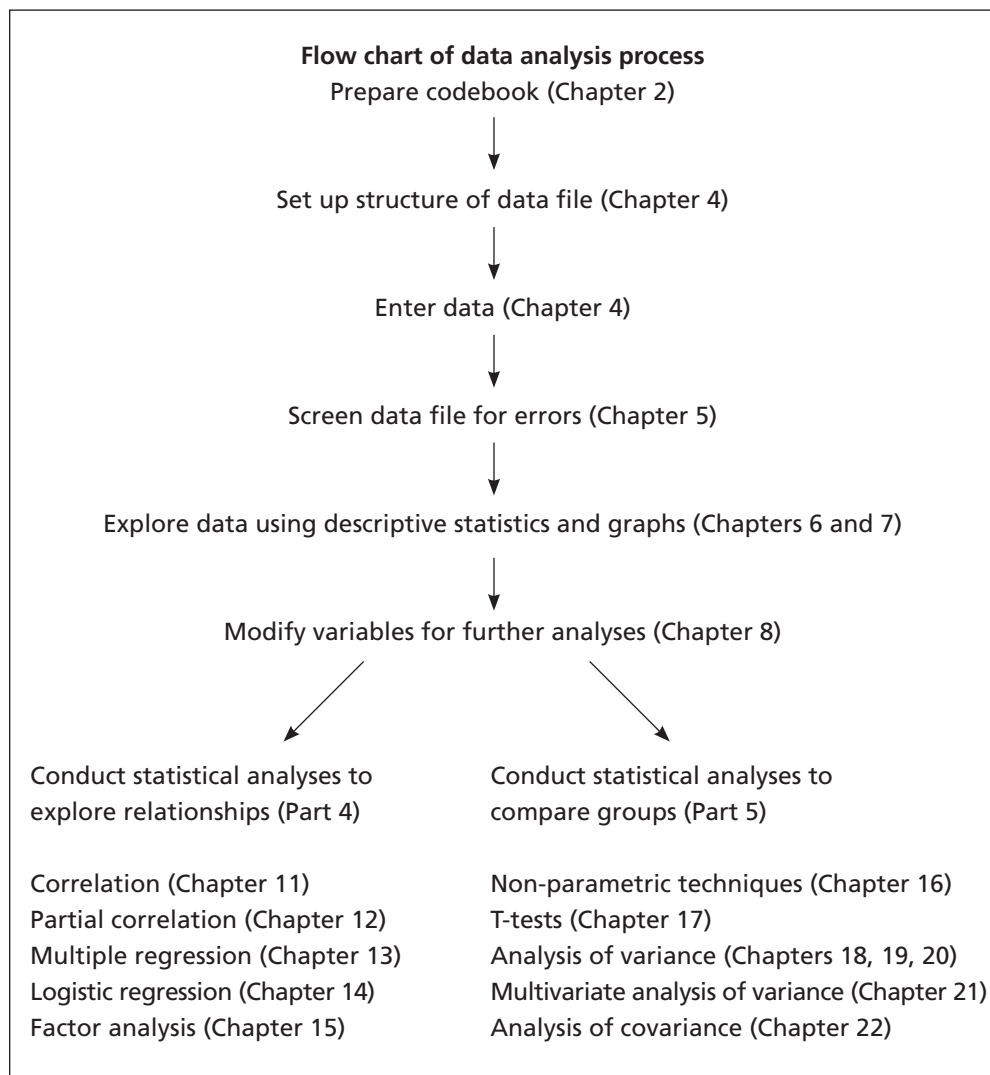 Flow chart of data analysis process
Prepare codebook (Chapter 2)
Set up structure of data file (Chapter 4)
Enter data (Chapter 4)
Screen data file for errors (Chapter 5)
Explore data using descriptive statistics and graphs (Chapters 6 and 7)
Modify variables for further analyses (Chapter 8)
Conduct statistical analyses to
explore relationships (Part 4)
Correlation (Chapter 11)
Partial correlation (Chapter 12)
Multiple regression (Chapter 13)
Logistic regression (Chapter 14)
Factor analysis (Chapter 15)
Conduct statistical analyses to
compare groups (Part 5)
Non-parametric techniques (Chapter 16)
T-tests (Chapter 17)
Analysis of variance (Chapters 18, 19, 20)
Multivariate analysis of variance (Chapter 21)
Analysis of covariance (Chapter 22)